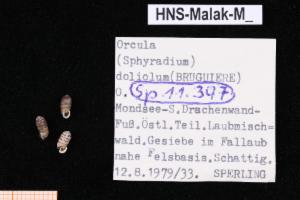 HNS-Malak-M_
Orcula
(Sphyradium)
doliolum(BRUGUIERE)
O. Sp 11.397
Mondsee-S,Drachenwand-
Fuß.Östl.Teil.Laubmisch=
wald.Gesiebe im Fallaub
nahe Felsbasis.Schattig.
12.8.1979/33. SPERLING